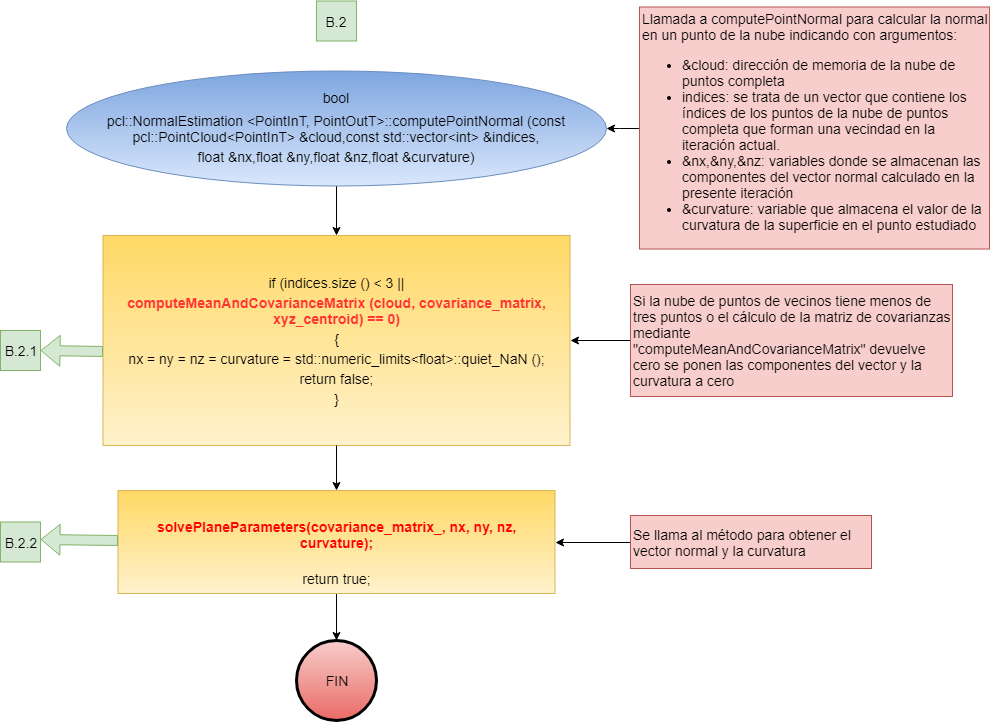 B.2
bool
pcl::NormalEstimation <PointInT, PointOutT>::computePointNormal (const
pcl::PointCloud<PointInT> &cloud,const std::vector<int> &indices,
float &nx,float &ny,float &nz,float &curvature)
Llamada a computePointNormal para calcular la normal
en un punto de la nube indicando con argumentos:
• &cloud: dirección de memoria de la nube de
puntos completa
• indices: se trata de un vector que contiene los
índices de los puntos de la nube de puntos
completa que forman una vecindad en la
iteración actual.
• &nx,&ny,&nz: variables donde se almacenan las
componentes del vector normal calculado en la
presente iteración
• &curvature: variable que almacena el valor de la
curvatura de la superficie en el punto estudiado
if (indices.size () < 3 ||
computeMeanAndCovarianceMatrix (cloud, covariance_matrix,
xyz_centroid) == 0)
{
nx = ny = nz = curvature = std::numeric_limits<float>::quiet_NaN ();
return false;
}
B.2.1
Si la nube de puntos de vecinos tiene menos de
tres puntos o el cálculo de la matriz de covarianzas
mediante
"computeMeanAndCovarianceMatrix" devuelve
cero se ponen las componentes del vector y la
curvatura a cero
solvePlaneParameters(covariance_matrix_, nx, ny, nz,
curvature);
return true;
B.2.2
Se llama al método para obtener el
vector normal y la curvatura
FIN